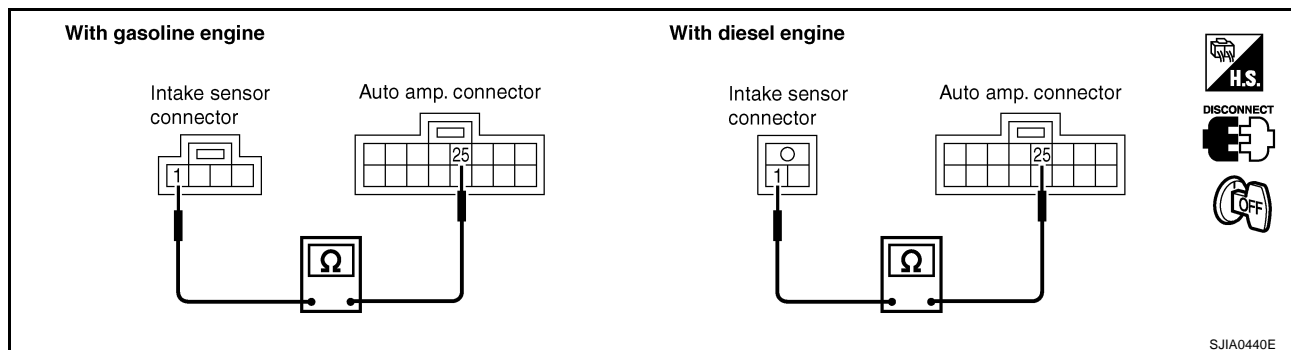 With gasoline engine
Intake sensor
connector
Auto amp. connector
1
25
Ω
With diesel engine
Intake sensor
connector
Auto amp. connector
1
25
Ω
H.S.
DISCONNECT
OFF
SJIA0440E